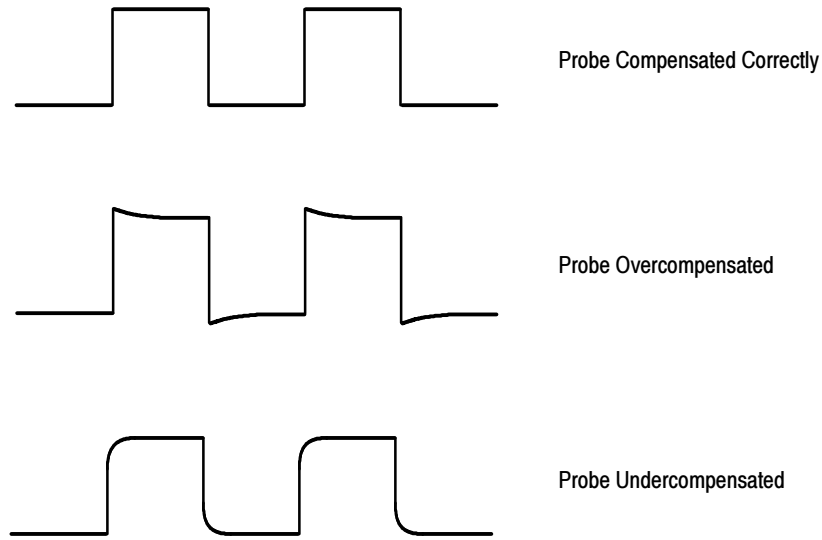 Probe Compensated Correctly
Probe Overcompensated
Probe Undercompensated